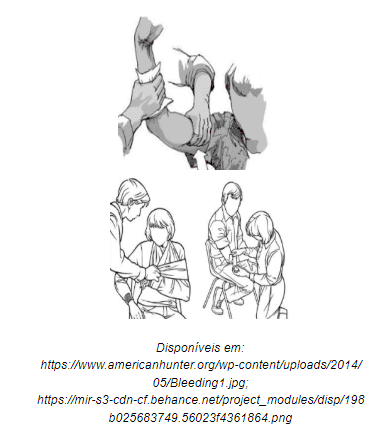 Disponíveis em:
https://www.americanhunter.org/wp-content/uploads/2014/
05/Bleeding1.jpg;
https://mir-s3-cdn-cf.behance.net/project_modules/disp/198
b025683749.56023f4361864.png